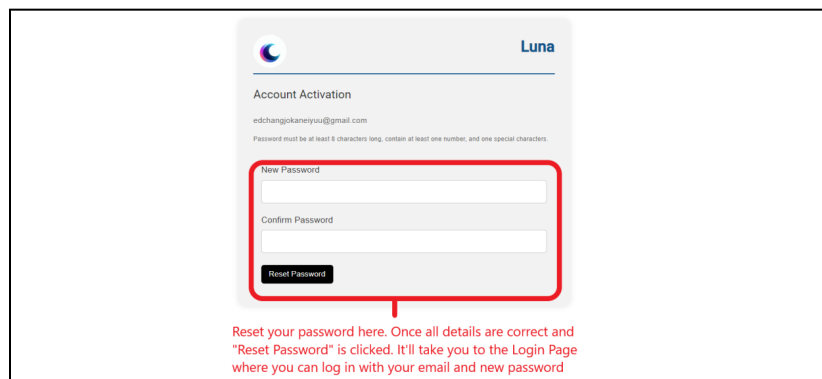 Luna
Account Activation
edchangjokaneiyuu@gmail.com
Password must be at least 8 characters long, contain at least one number, and one special characters.
New Password
Confirm Password
Reset Password
Reset your password here. Once all details are correct and
"Reset Password" is clicked. It'll take you to the Login Page
where you can log in with your email and new password